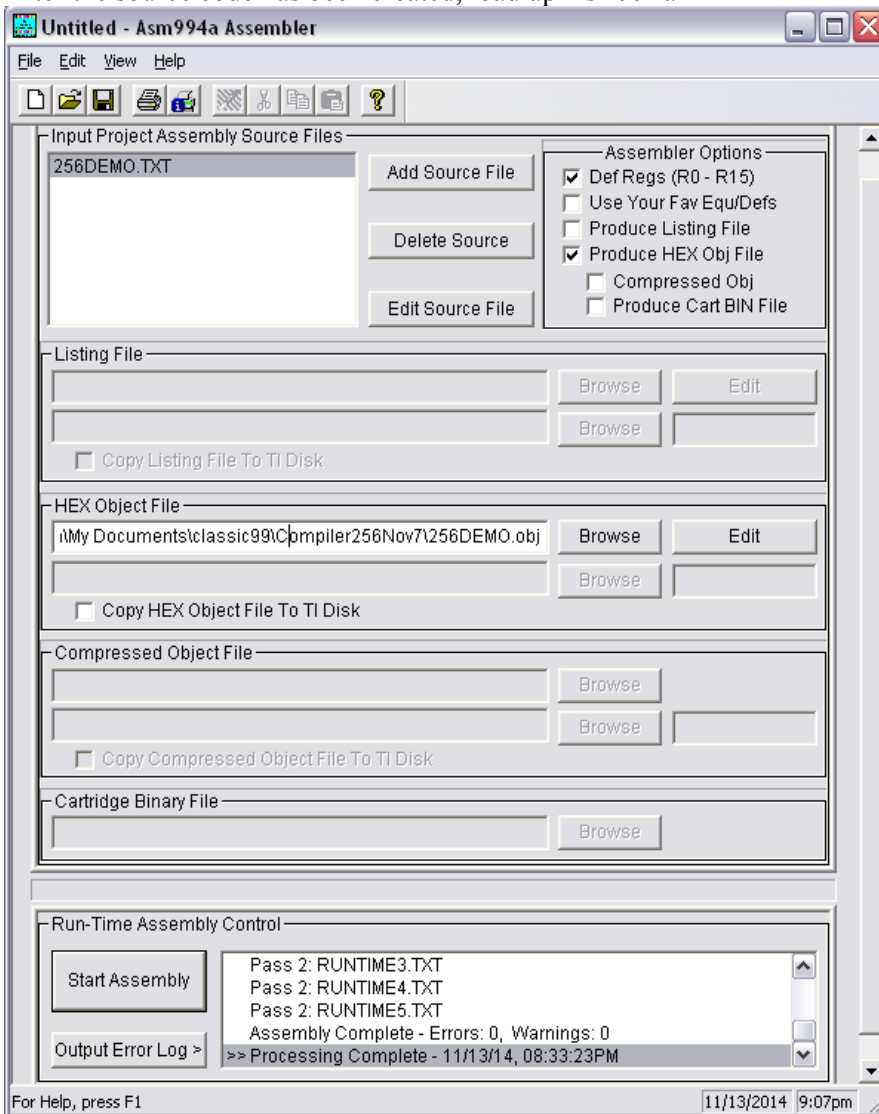 Untitled - Asm994a Assembler
File Edit View Help
Input Project Assembly Source Files
256DEMO.TXT
Add Source File
Delete Source
Edit Source File
Assembler Options
Def Regs (R0 - R15)
Use Your Fav Equ/Defs
Produce Listing File
Produce HEX Obj File
Compressed Obj
Produce Cart BIN File
Listing File
Browse Edit
Browse
Copy Listing File To TI Disk
HEX Object File
\My Documents\classic99\Compiler256Nov7\256DEMO.obj Browse Edit
Browse
Copy HEX Object File To TI Disk
Compressed Object File
Browse
Browse
Copy Compressed Object File To TI Disk
Cartridge Binary File
Browse
Run-Time Assembly Control
Start Assembly
Output Error Log >
Pass 2: RUNTIME3.TXT
Pass 2: RUNTIME4.TXT
Pass 2: RUNTIME5.TXT
Assembly Complete - Errors: 0, Warnings: 0
>> Processing Complete - 11/13/14, 08:33:23PM
For Help, press F1 11/13/2014 9:07pm